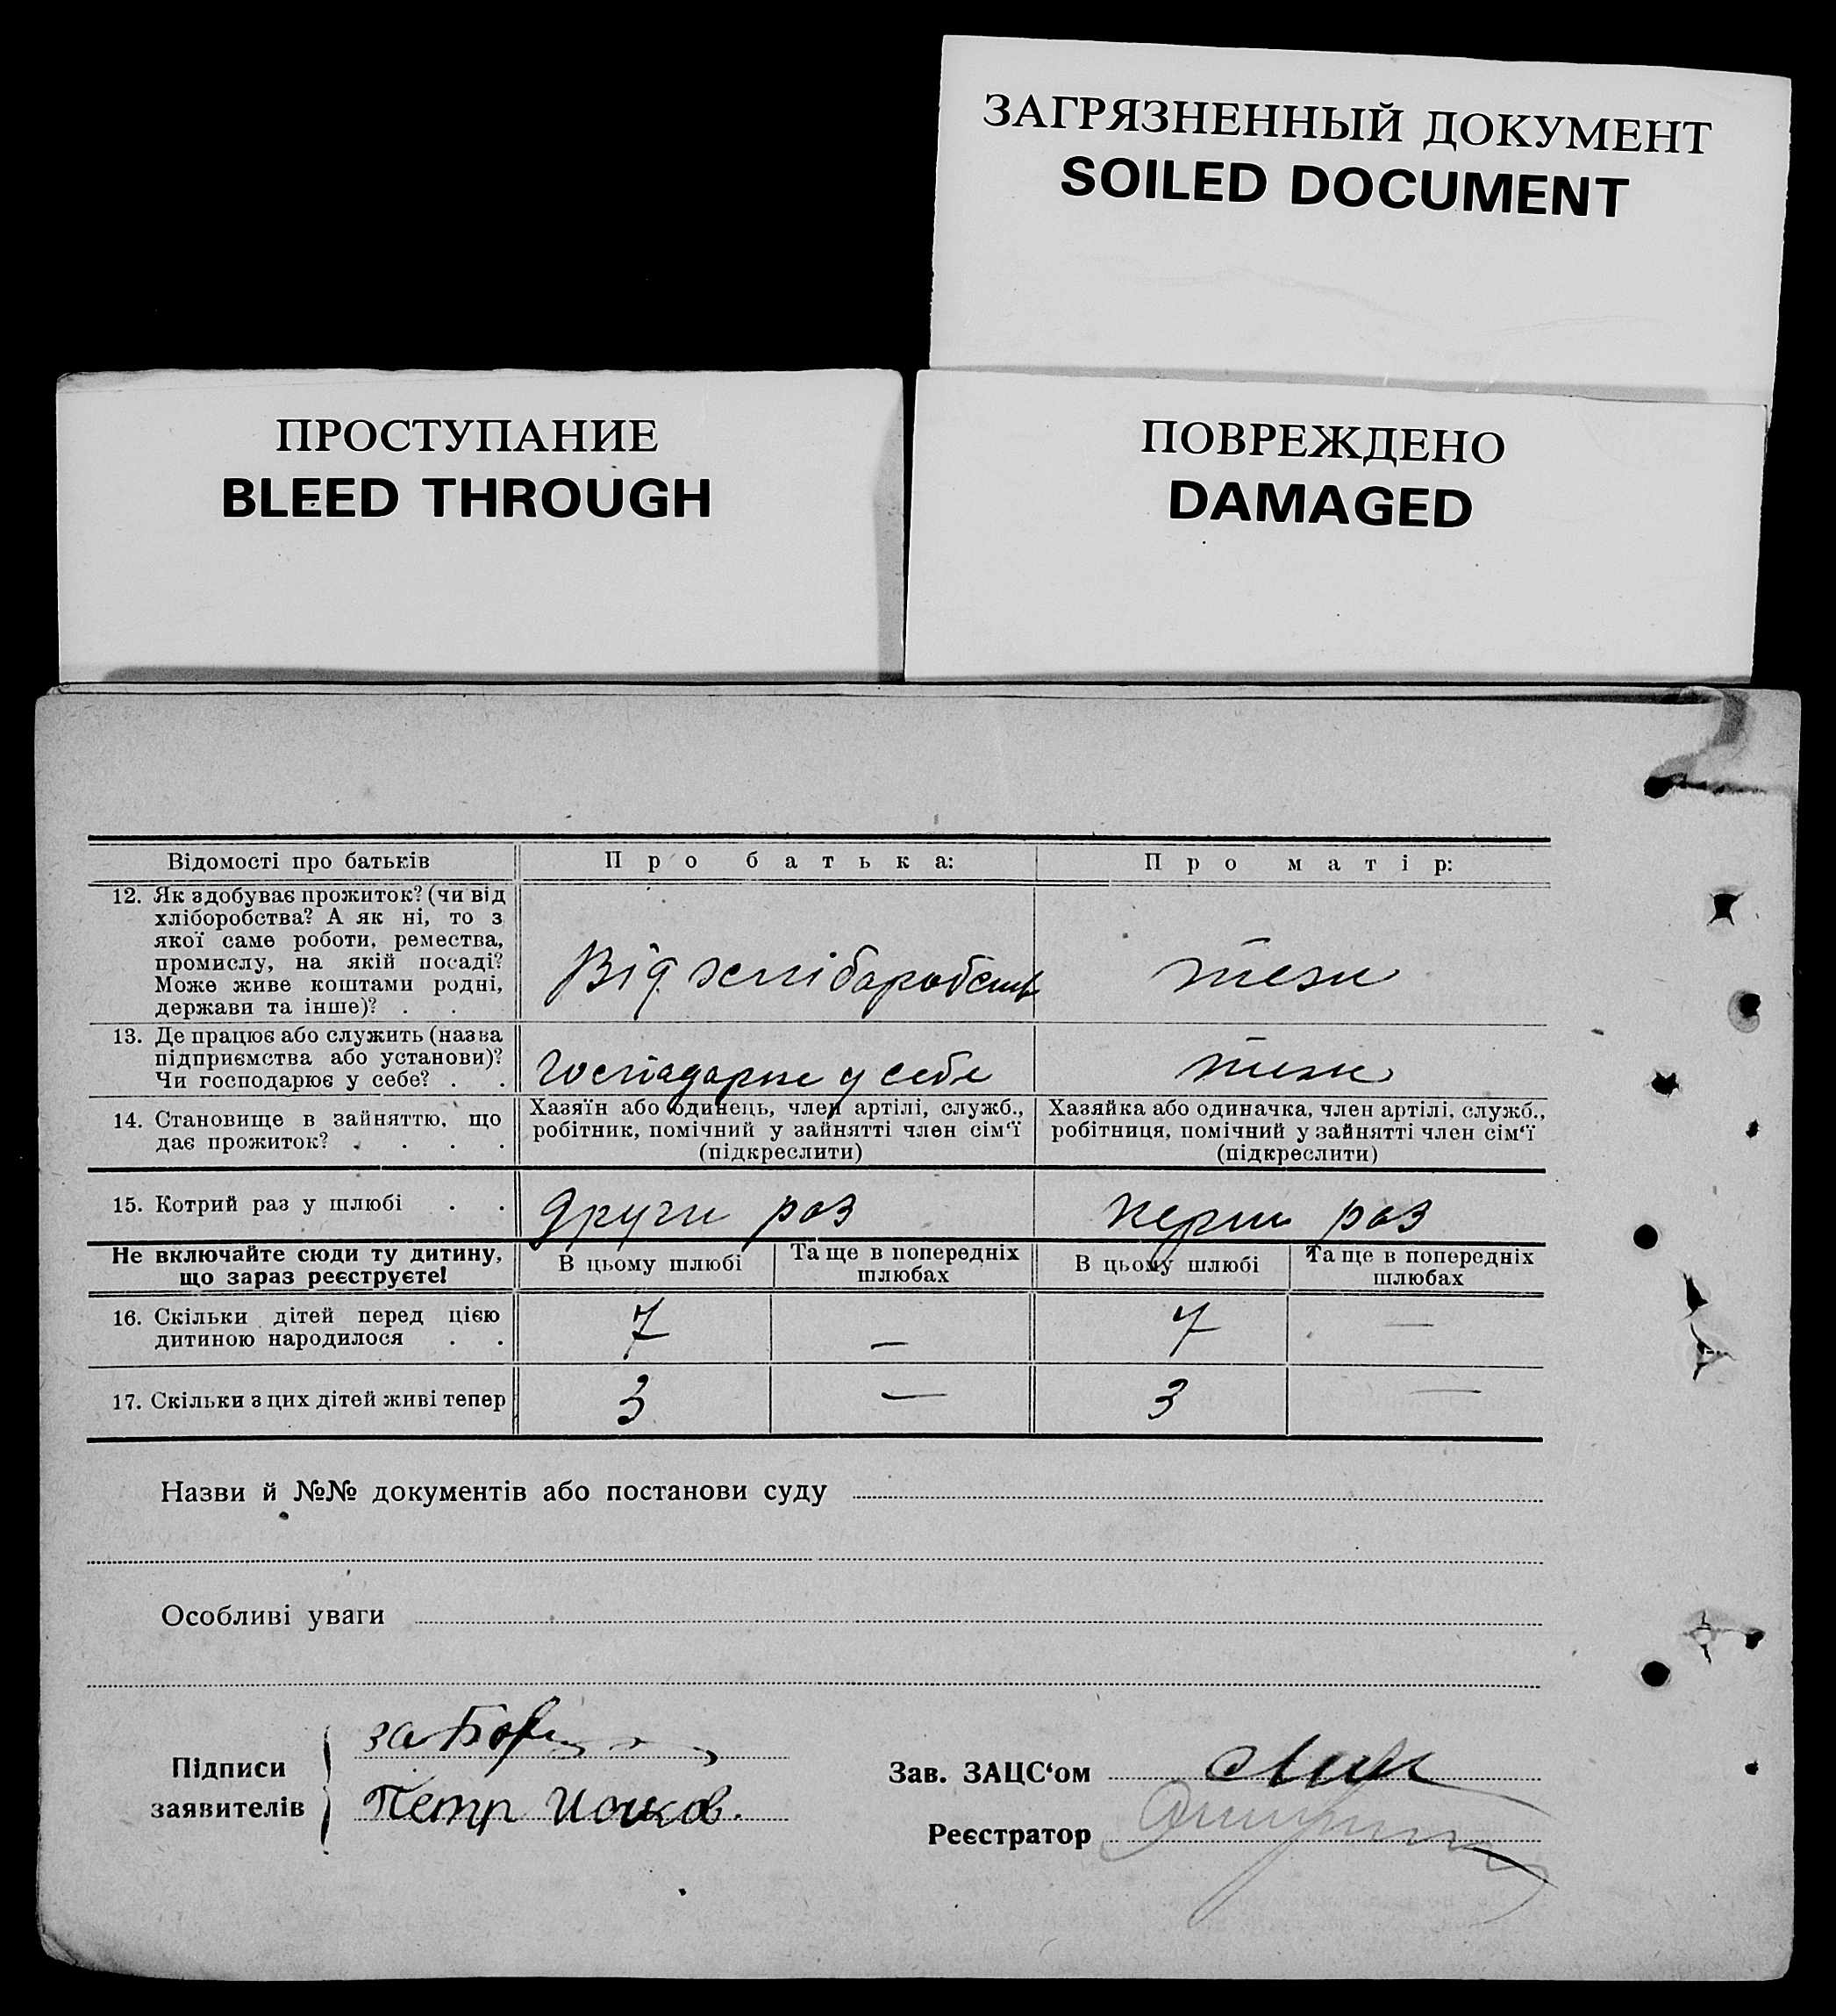 ЗАГРЯЗНЕННЫЙ ДОКУМЕНТ
SOILED DOCUMENT
ПРОСТУПАНИЕ
BLEED THROUGH
ПОВРЕЖДЕНО
DAMAGED
Відомості про батьків Про батька: Про матір:
12. Як здобуває прожиток? (чи від
хліборобства? А як ні, то з
якої саме роботи, ремества,
промислу, на якій посаді?
Може живе коштами родні,
держави та інше)? . .
Від
13. Де працює або служить (назва
підприємства або установи)?
Чи господарює у себе? . .
у себе
14. Становище в зайняттю, що
дає прожиток? . . . .
Хазяїн або одинець, член артілі, служб.,
робітник, помічний у зайнятті член сім'ї
(підкреслити)
Хазяйка або одиначка, член артілі, служб.,
робітниця, помічний у зайнятті член сім'ї
(підкреслити)
15. Котрий раз у шлюбі . . други раз перши раз
Не включайте сюди ту дитину,
що зараз реєструєте!
В цьому шлюбі
Та ще в попередніх
шлюбах
В цьому шлюбі
Та ще в попередніх
шлюбах
16. Скільки дітей перед цією
дитиною народилося . .
7 — 7 —
17. Скільки з цих дітей живі тепер 3 — 3 —
Назви й №№ документів або постанови суду
Особливі уваги
Підписи
заявителів
за
Петр
Зав. ЗАЦС'ом
Реєстратор